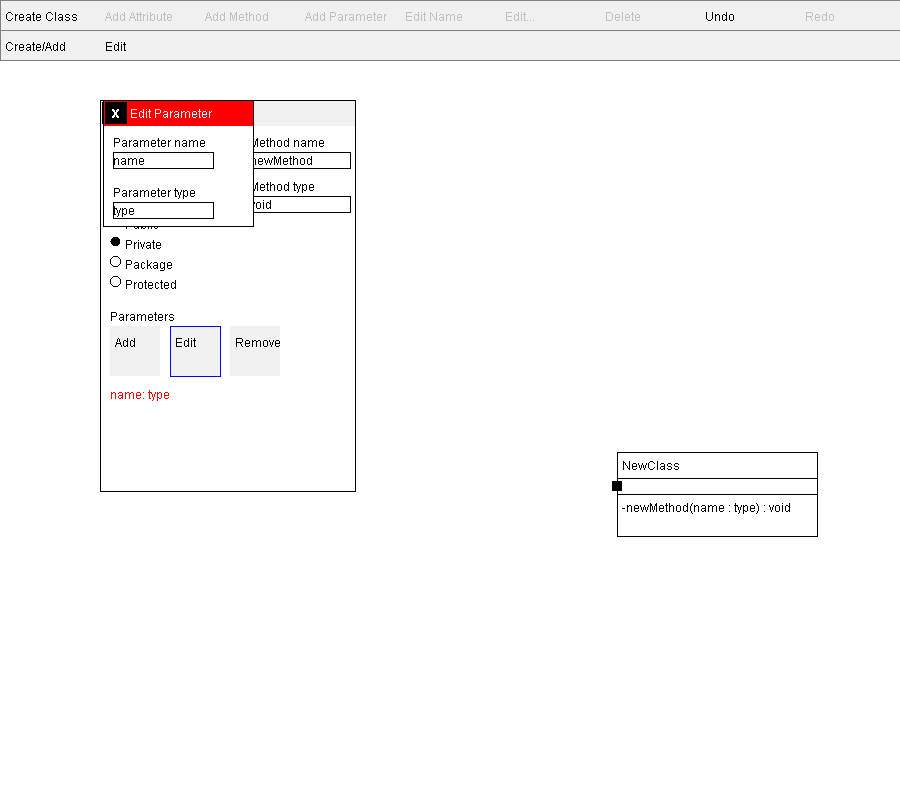 Create Class Add Attribute Add Method Add Parameter Edit Name Edit... Delete Undo Redo
Create/Add Edit
X Edit Parameter
Parameter name
name
Parameter type
type
Method name
newMethod
Method type
void
Public
Private
Package
Protected
Parameters
Add Edit Remove
name: type
NewClass
-newMethod(name : type) : void